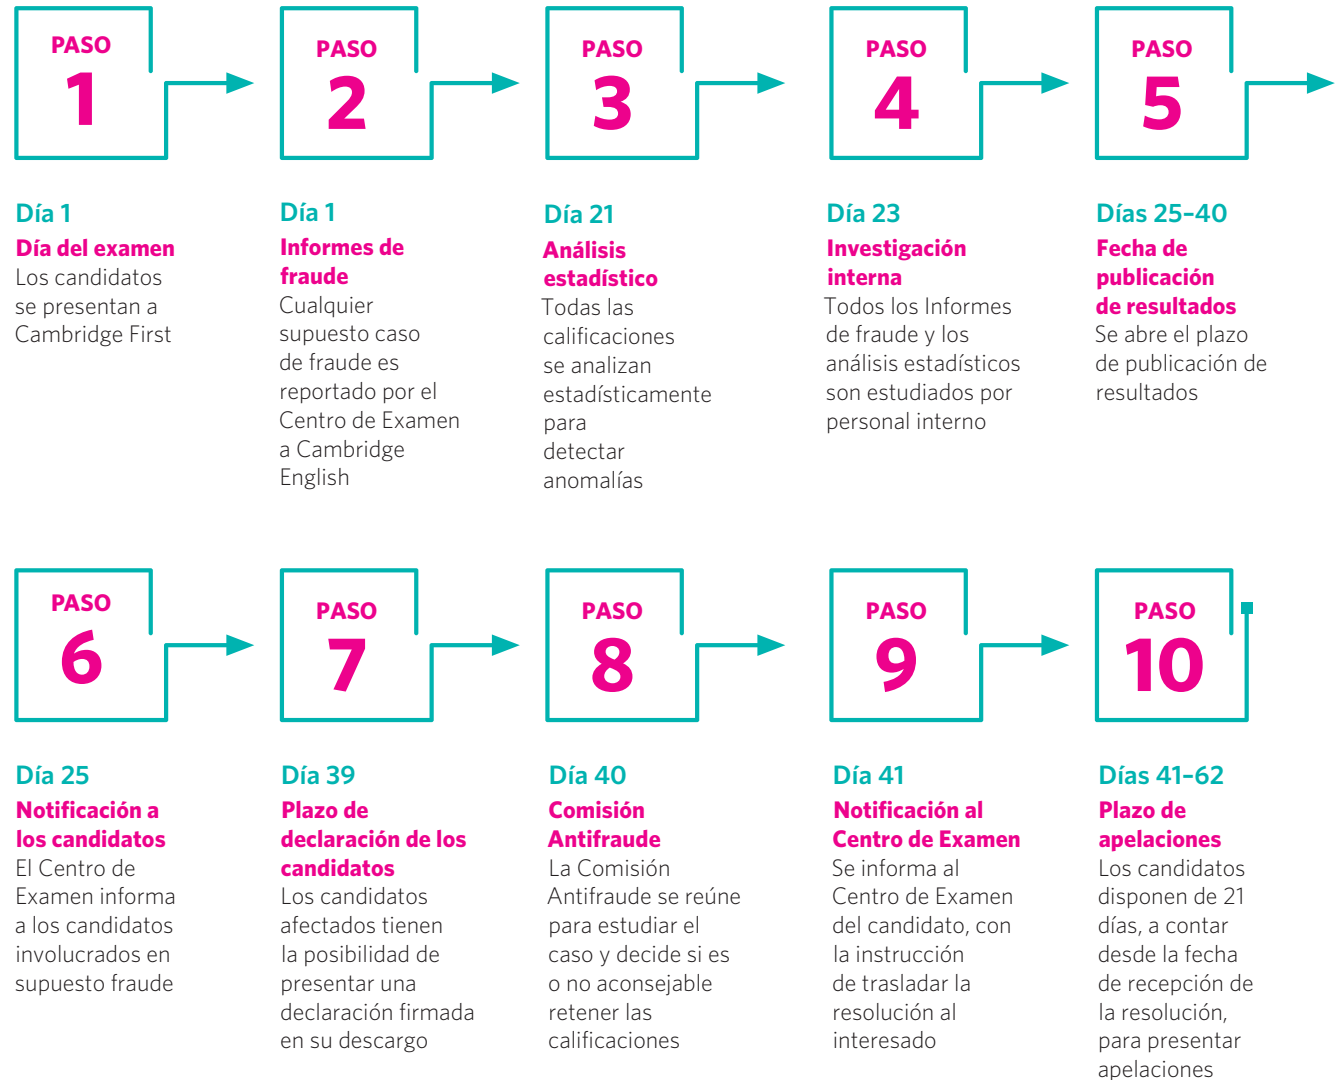 PASO
1
Día 1
Día del examen
Los candidatos
se presentan a
Cambridge First
PASO
2
Día 1
Informes de
fraude
Cualquier
supuesto caso
de fraude es
reportado por el
Centro de Examen
a Cambridge
English
PASO
3
Día 21
Análisis
estadístico
Todas las
calificaciones
se analizan
estadísticamente
para
detectar
anomalías
PASO
4
Día 23
Investigación
interna
Todos los Informes
de fraude y los
análisis estadísticos
son estudiados por
personal interno
PASO
5
Días 25–40
Fecha de
publicación
de resultados
Se abre el plazo
de publicación de
resultados
PASO
6
Día 25
Notificación a
los candidatos
El Centro de
Examen informa
a los candidatos
involucrados en
supuesto fraude
PASO
7
Día 39
Plazo de
declaración de los
candidatos
Los candidatos
afectados tienen
la posibilidad de
presentar una
declaración firmada
en su descargo
PASO
8
Día 40
Comisión
Antifraude
La Comisión
Antifraude se reúne
para estudiar el
caso y decide si es
o no aconsejable
retener las
calificaciones
PASO
9
Día 41
Notificación al
Centro de Examen
Se informa al
Centro de Examen
del candidato, con
la instrucción
de trasladar la
resolución al
interesado
PASO
10
Días 41–62
Plazo de
apelaciones
Los candidatos
disponen de 21
días, a contar
desde la fecha
de recepción de
la resolución,
para presentar
apelaciones